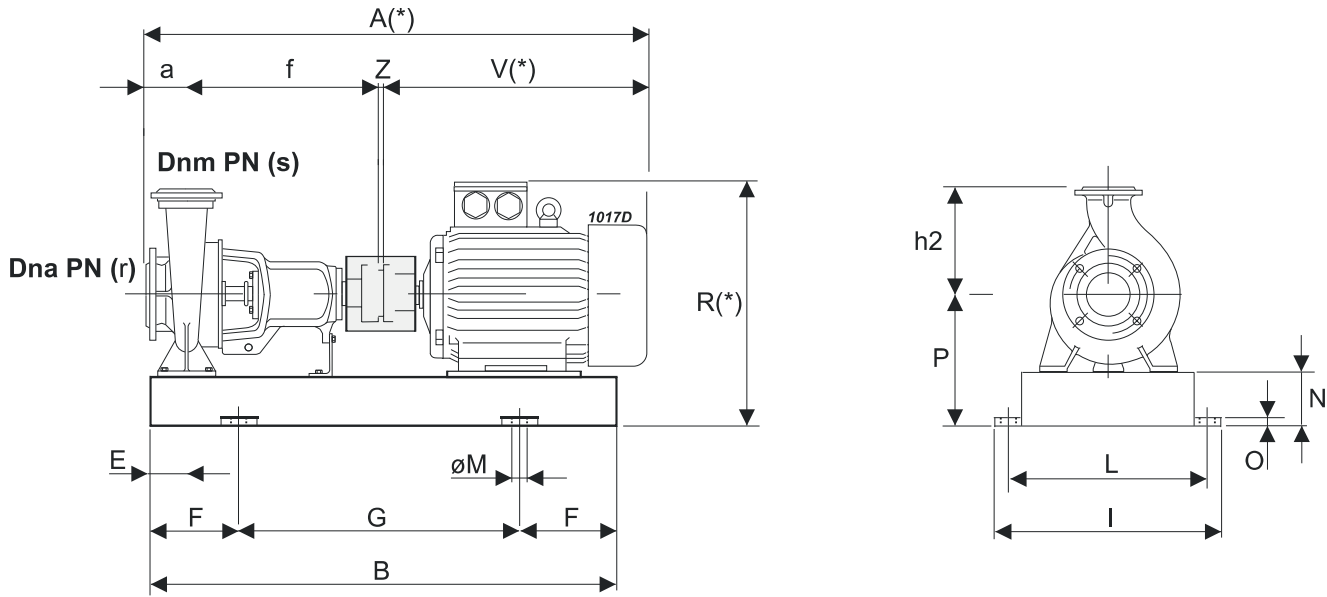 A(*)
a
f
Z
V(*)
Dnm PN (s)
1017D
Dna PN (r)
R(*)
E
øM
F
G
F
B
h2
P
N
O
L
I